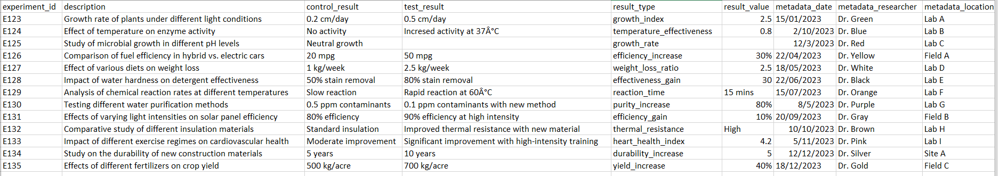 experiment_id description control_result test_result result_type result_value metadata_date metadata_researcher metadata_location
E123 Growth rate of plants under different light conditions 0.2 cm/day 0.5 cm/day growth_index 2.5 15/01/2023 Dr. Green Lab A
E124 Effect of temperature on enzyme activity No activity Incresed activity at 37Â°C temperature_effectiveness 0.8 2/10/2023 Dr. Blue Lab B
E125 Study of microbial growth in different pH levels Neutral growth growth_rate 12/3/2023 Dr. Red Lab C
E126 Comparison of fuel efficiency in hybrid vs. electric cars 20 mpg 50 mpg efficiency_increase 30% 22/04/2023 Dr. Yellow Field A
E127 Effect of various diets on weight loss 1 kg/week 2.5 kg/week weight_loss_ratio 2.5 18/05/2023 Dr. White Lab D
E128 Impact of water hardness on detergent effectiveness 50% stain removal 80% stain removal effectiveness_gain 30 22/06/2023 Dr. Black Lab E
E129 Analysis of chemical reaction rates at different temperatures Slow reaction Rapid reaction at 60Â°C reaction_time 15 mins 15/07/2023 Dr. Orange Lab F
E130 Testing different water purification methods 0.5 ppm contaminants 0.1 ppm contaminants with new method purity_increase 80% 8/5/2023 Dr. Purple Lab G
E131 Effects of varying light intensities on solar panel efficiency 80% efficiency 90% efficiency at high intensity efficiency_gain 10% 20/09/2023 Dr. Gray Field B
E132 Comparative study of different insulation materials Standard insulation Improved thermal resistance with new material thermal_resistance High 10/10/2023 Dr. Brown Lab H
E133 Impact of different exercise regimes on cardiovascular health Moderate improvement Significant improvement with high-intensity training heart_health_index 4.2 5/11/2023 Dr. Pink Lab I
E134 Study on the durability of new construction materials 5 years 10 years durability_increase 5 12/12/2023 Dr. Silver Site A
E135 Effects of different fertilizers on crop yield 500 kg/acre 700 kg/acre yield_increase 40% 18/12/2023 Dr. Gold Field C